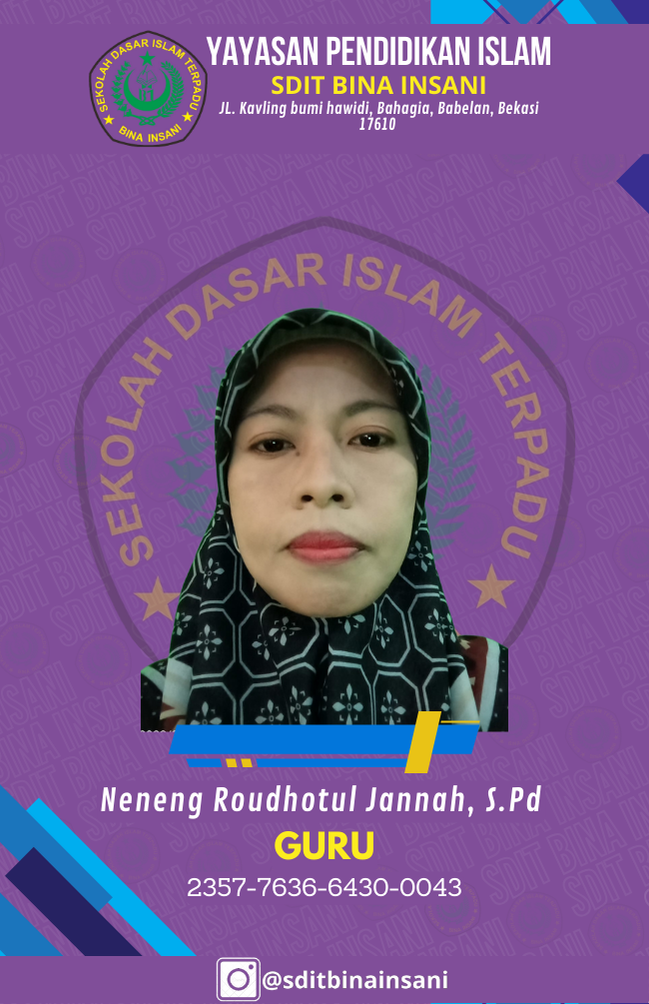 YAYASAN PENDIDIKAN ISLAM
SDIT BINA INSANI
JL. Kavling bumi hawidi, Bahagia, Babelan, Bekasi
17610
SEKOLAH DASAR ISLAM TERPADU
BINA INSANI
SEKOLAH DASAR ISLAM TERPADU
Neneng Roudhotul Jannah, S.Pd
GURU
2357-7636-6430-0043
@sditbinainsani